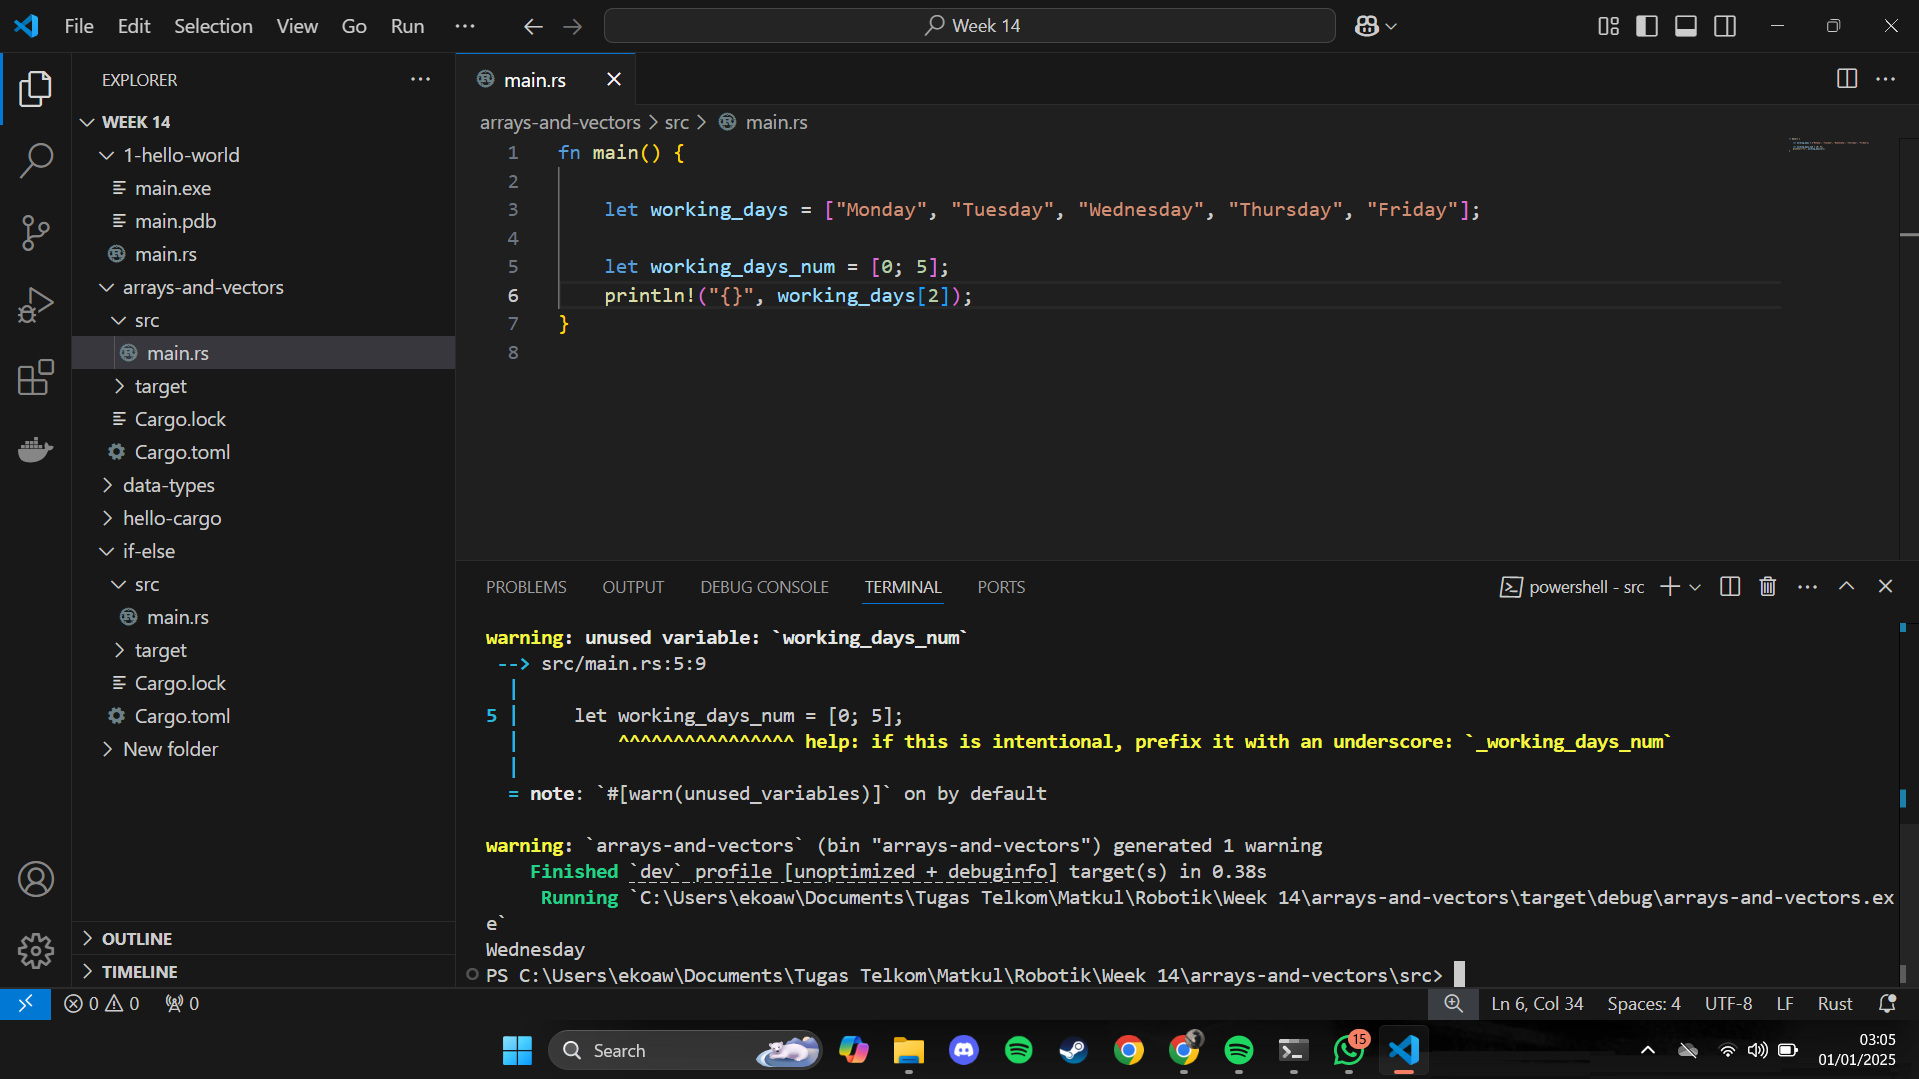 File Edit Selection View Go Run ···
Week 14
EXPLORER
main.rs
WEEK 14
arrays-and-vectors > src > main.rs
1-hello-world
main.exe
main.pdb
main.rs
arrays-and-vectors
src
main.rs
target
Cargo.lock
Cargo.toml
data-types
hello-cargo
if-else
src
main.rs
target
Cargo.lock
Cargo.toml
New folder
OUTLINE
TIMELINE
1 fn main() {
2
3 let working_days = ["Monday", "Tuesday", "Wednesday", "Thursday", "Friday"];
4
5 let working_days_num = [0; 5];
6 println!("{}", working_days[2]);
7 }
8
PROBLEMS OUTPUT DEBUG CONSOLE TERMINAL PORTS
powershell - src
warning: unused variable: `working_days_num`
--> src/main.rs:5:9
|
5 | let working_days_num = [0; 5];
| ^^^^^^^^^^^^^^^^ help: if this is intentional, prefix it with an underscore: `_working_days_num`
|
= note: `#[warn(unused_variables)]` on by default
warning: `arrays-and-vectors` (bin "arrays-and-vectors") generated 1 warning
Finished `dev` profile [unoptimized + debuginfo] target(s) in 0.38s
Running `C:\Users\ekoaw\Documents\Tugas Telkom\Matkul\Robotik\Week 14\arrays-and-vectors\target\debug\arrays-and-vectors.ex
e`
Wednesday
PS C:\Users\ekoaw\Documents\Tugas Telkom\Matkul\Robotik\Week 14\arrays-and-vectors\src>
0 0 0
Ln 6, Col 34 Spaces: 4 UTF-8 LF Rust
Search
15
03:05
01/01/2025